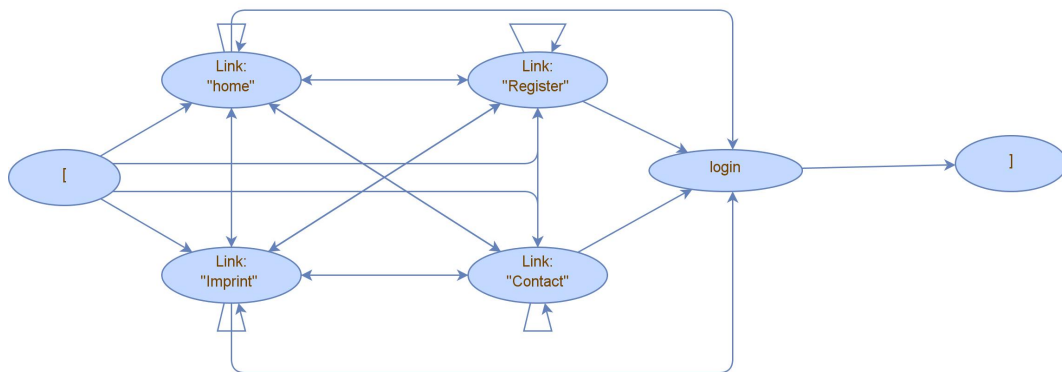 Link:
"home"
Link:
"Register"
[
login
]
Link:
"Imprint"
Link:
"Contact"